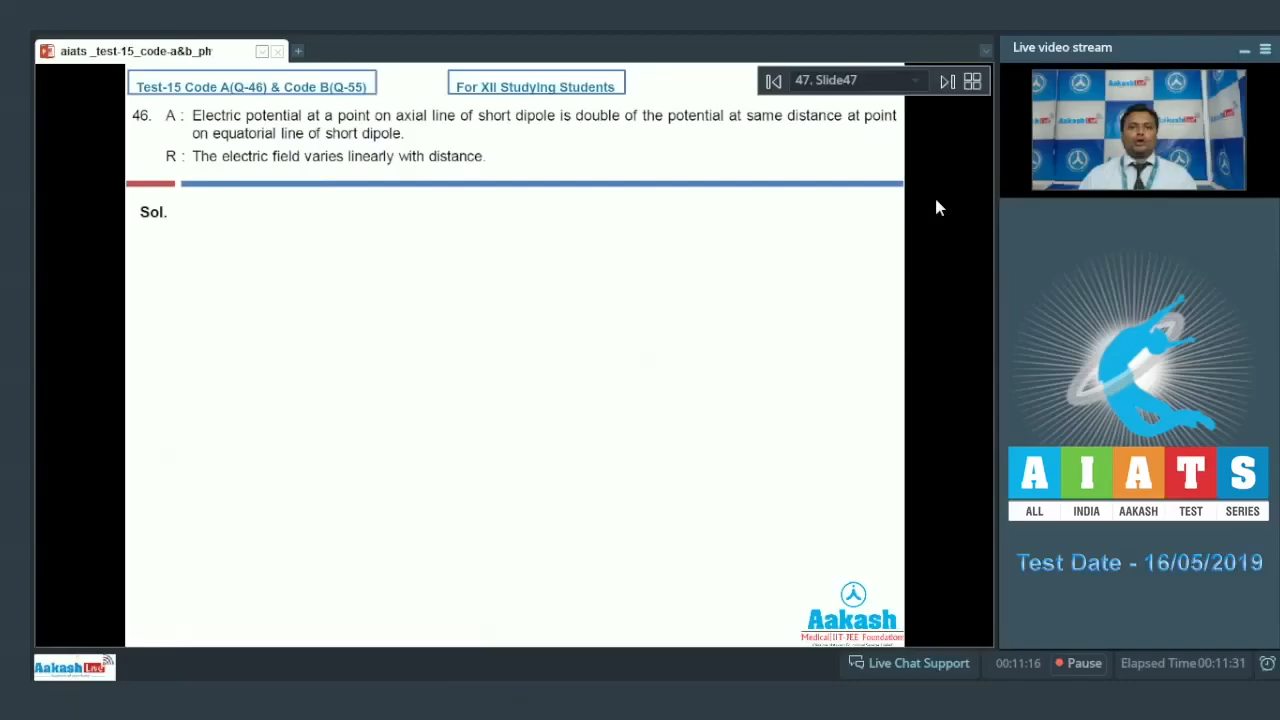 aiats _test-15_code-a&b_ph
Live video stream
Test-15 Code A(Q-46) & Code B(Q-55)
For XII Studying Students
47. Slide47
46. A : Electric potential at a point on axial line of short dipole is double of the potential at same distance at point
on equatorial line of short dipole.
R : The electric field varies linearly with distance.
Sol.
AakashLive
A I A T S
ALL INDIA AAKASH TEST SERIES
Test Date - 16/05/2019
Aakash
Medical|IIT-JEE|Foundations
Aakash Live
Live Chat Support
00:11:16
Pause
Elapsed Time 00:11:31